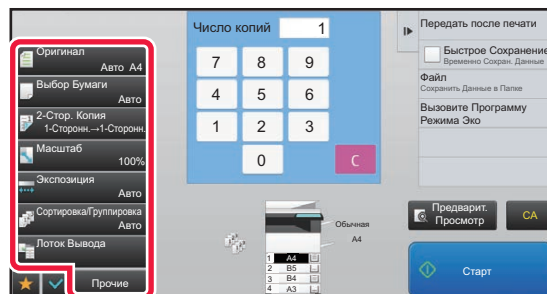 Оригинал
Авто A4
Выбор Бумаги
Авто
2-Стор. Копия
1-Сторонн.→1-Сторонн.
Масштаб
100%
Экспозиция
Авто
Сортировка/Группировка
Авто
Лоток Вывода
Прочие
Число копий 1
7 8 9
4 5 6
1 2 3
0 C
Обычная
A4
1 A4
2 B5
3 B4
4 A3
Передать после печати
Быстрое Сохранение
Временно Сохран. Данные
Файл
Сохранить Данные в Папке
Вызовите Программу
Режима Эко
Предварит.
Просмотр
CA
Старт